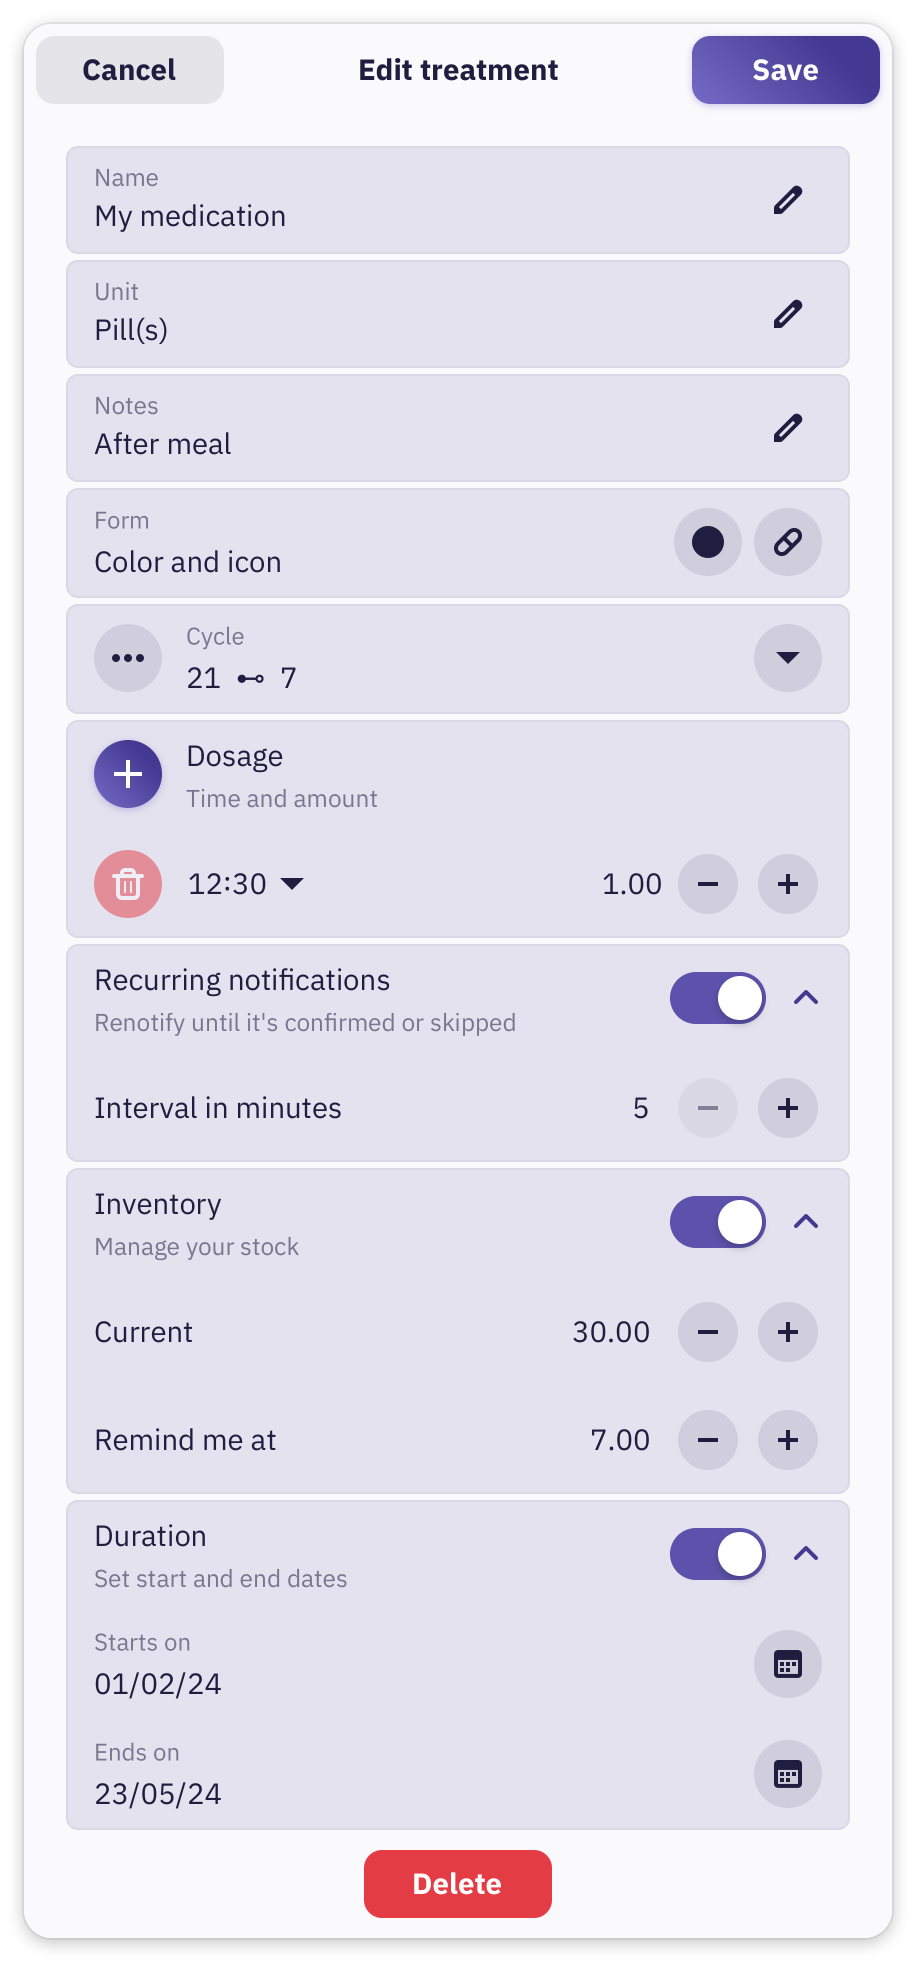 Cancel
Edit treatment
Save
Name
My medication
Unit
Pill(s)
Notes
After meal
Form
Color and icon
Cycle
21 7
Dosage
Time and amount
12:30 1.00
Recurring notifications
Renotify until it's confirmed or skipped
Interval in minutes 5
Inventory
Manage your stock
Current 30.00
Remind me at 7.00
Duration
Set start and end dates
Starts on
01/02/24
Ends on
23/05/24
Delete